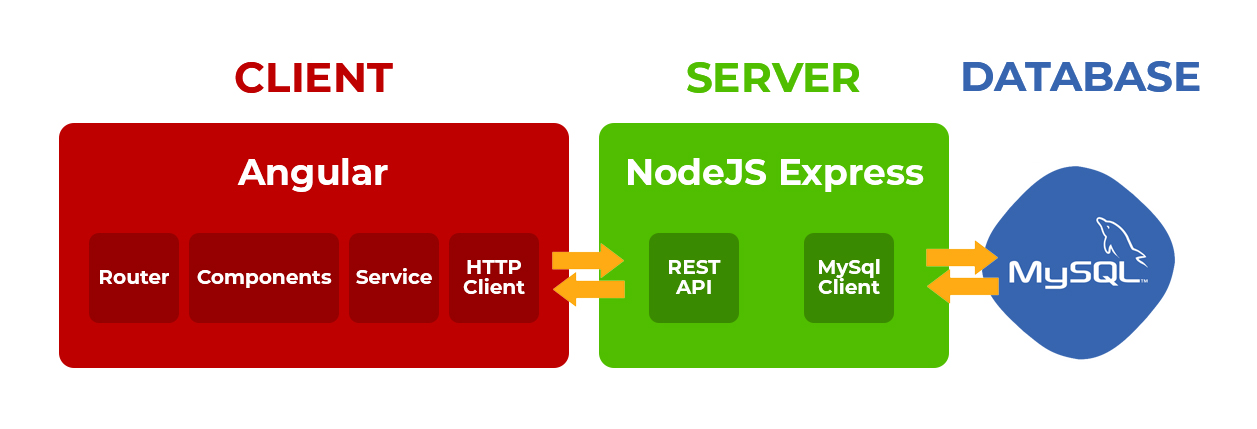 CLIENT
SERVER
DATABASE
Angular
Router
Components
Service
HTTP
Client
NodeJS Express
REST
API
MySql
Client
MySQL™